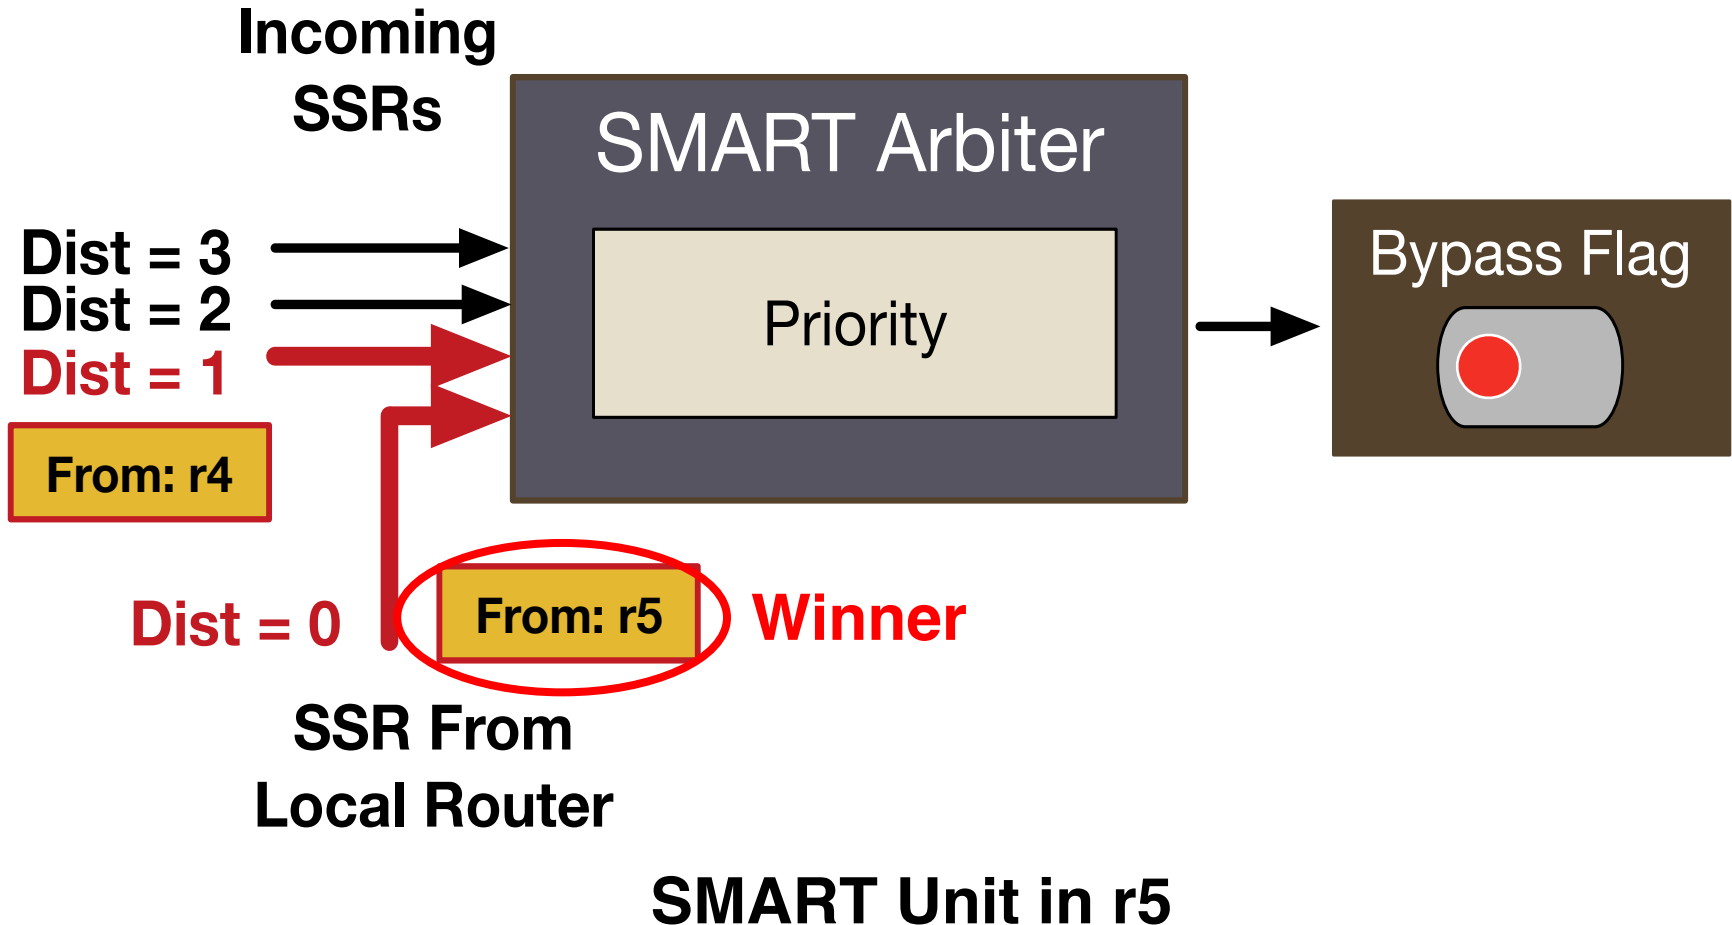 Incoming
SSRs
SMART Arbiter
Priority
Bypass Flag
Dist = 3
Dist = 2
Dist = 1
From: r4
Dist = 0
From: r5
Winner
SSR From
Local Router
SMART Unit in r5